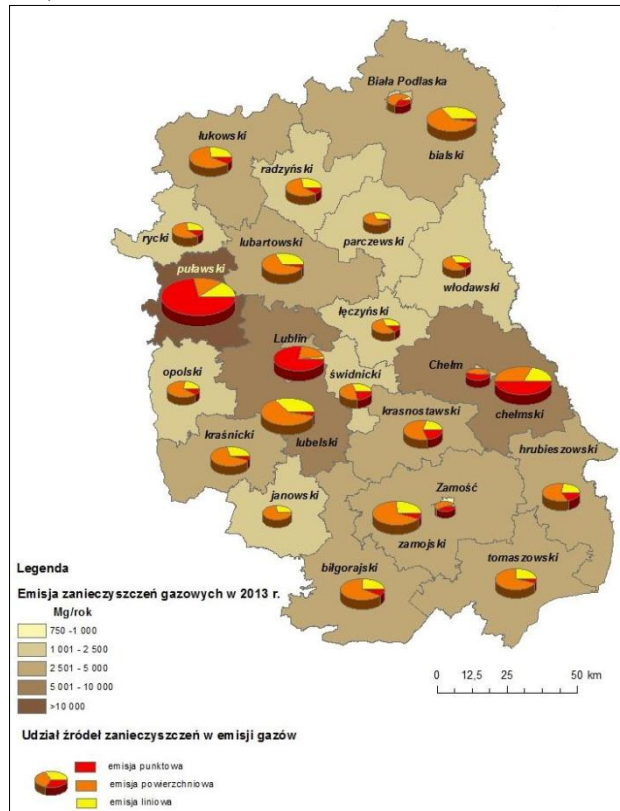 Biała Podlaska
bialski
łukowski
radzyński
rycki
lubartowski
parczewski
włodawski
puławski
łęczyński
Lublin
Chełm
opolski
świdnicki
chełmski
krasnostawski
lubelski
kraśnicki
hrubieszowski
janowski
Zamość
zamojski
tomaszowski
biłgorajski
Legenda
Emisja zanieczyszczeń gazowych w 2013 r.
Mg/rok
750 -1 000
1 001 - 2 500
2 501 - 5 000
5 001 - 10 000
>10 000
0 12,5 25 50 km
Udział źródeł zanieczyszczeń w emisji gazów
emisja punktowa
emisja powierzchniowa
emisja liniowa